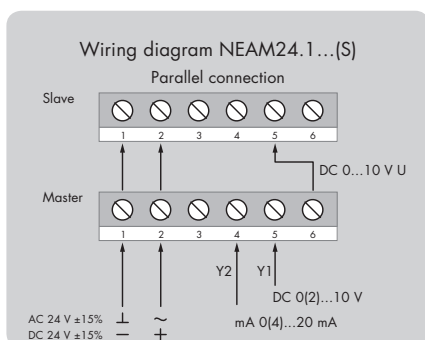 Wiring diagram NEAM24.1...(S)
Parallel connection
Slave
1 2 3 4 5 6
DC 0...10 V U
Master
1 2 3 4 5 6
Y2 Y1
DC 0(2)...10 V
mA 0(4)...20 mA
AC 24 V ±15% ⊥ ~
DC 24 V ±15% − +